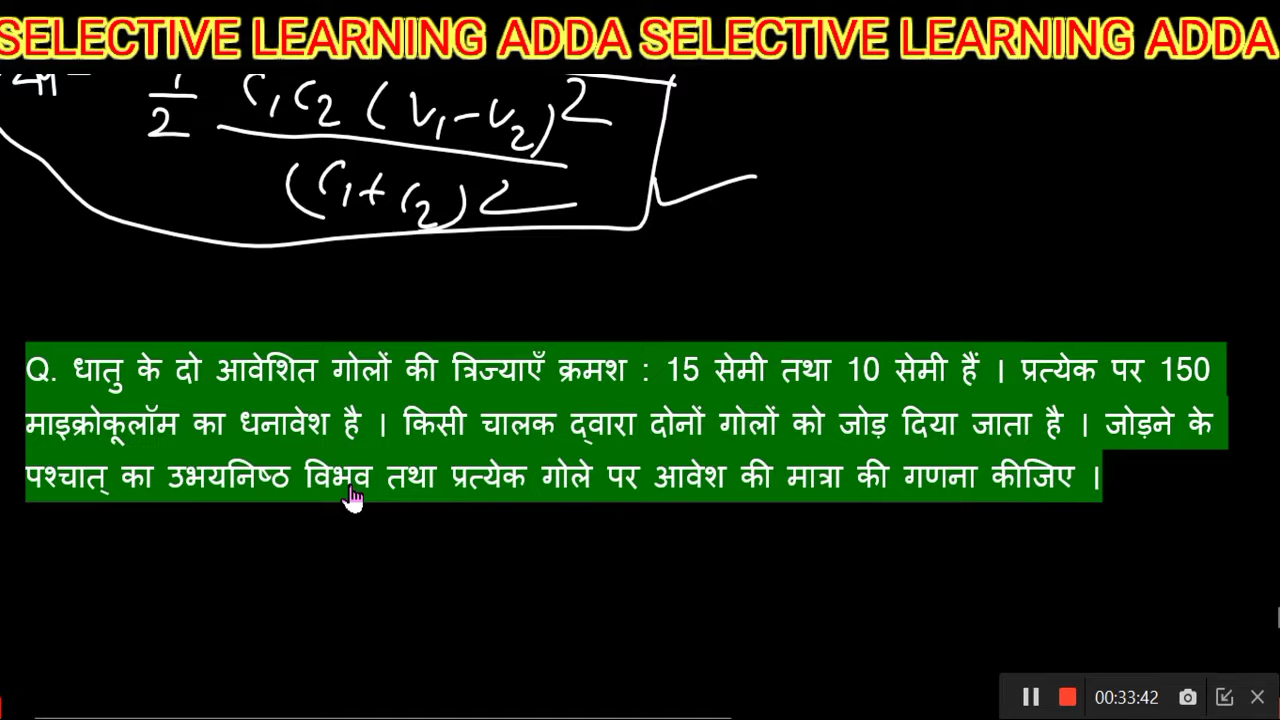 SELECTIVE LEARNING ADDA SELECTIVE LEARNING ADDA
1/2 C1C2 (V1-V2)2
(C1+C2)2
Q. धातु के दो आवेशित गोलों की त्रिज्याएँ क्रमश : 15 सेमी तथा 10 सेमी हैं । प्रत्येक पर 150
माइक्रोकूलॉम का धनावेश है । किसी चालक द्वारा दोनों गोलों को जोड़ दिया जाता है । जोड़ने के
पश्चात् का उभयनिष्ठ विभव तथा प्रत्येक गोले पर आवेश की मात्रा की गणना कीजिए ।
00:33:42